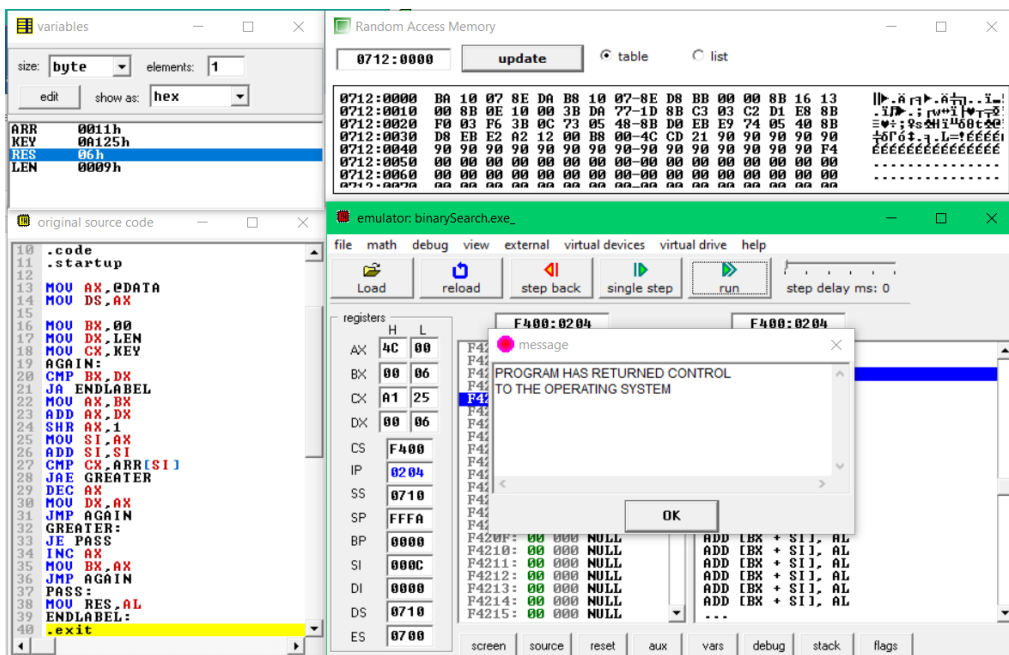 variables
size: byte elements: 1
edit show as: hex
ARR 0011h
KEY 0A125h
RES 06h
LEN 0009h
Random Access Memory
0712:0000 update table list
0712:0000 BA 10 07 8E DA B8 10 07-8E D8 BB 00 00 8B 16 13
0712:0010 00 8B 0E 10 00 3B DA 77-1D 8B C3 03 C2 D1 E8 8B
0712:0020 F0 03 F6 3B 0C 73 05 48-8B D0 EB E9 74 05 40 8B
0712:0030 D8 EB E2 A2 12 00 B8 00-4C CD 21 90 90 90 90 90
0712:0040 90 90 90 90 90 90 90 90-90 90 90 90 90 90 90 F4
0712:0050 00 00 00 00 00 00 00 00-00 00 00 00 00 00 00 00
0712:0060 00 00 00 00 00 00 00 00-00 00 00 00 00 00 00 00
0712:0070 00 00 00 00 00 00 00 00-00 00 00 00 00 00 00 00
original source code
10 .code
11 .startup
12
13 MOV AX,@DATA
14 MOV DS,AX
15
16 MOV BX,00
17 MOV DX,LEN
18 MOV CX,KEY
19 AGAIN:
20 CMP BX,DX
21 JA ENDLABEL
22 MOV AX,BX
23 ADD AX,DX
24 SHR AX,1
25 MOV SI,AX
26 ADD SI,SI
27 CMP CX,ARR[SI]
28 JAE GREATER
29 DEC AX
30 MOV DX,AX
31 JMP AGAIN
32 GREATER:
33 JE PASS
34 INC AX
35 MOV BX,AX
36 JMP AGAIN
37 PASS:
38 MOV RES,AL
39 ENDLABEL:
40 .exit
emulator: binarySearch.exe_
file math debug view external virtual devices virtual drive help
Load reload step back single step run step delay ms: 0
registers
H L
AX 4C 00
BX 00 06
CX A1 25
DX 00 06
CS F400
IP 0204
SS 0710
SP FFFA
BP 0000
SI 000C
DI 0000
DS 0710
ES 0700
F400:0204 F400:0204
message
PROGRAM HAS RETURNED CONTROL
TO THE OPERATING SYSTEM
OK
F420F: 00 000 NULL ADD [BX + SI], AL
F4210: 00 000 NULL ADD [BX + SI], AL
F4211: 00 000 NULL ADD [BX + SI], AL
F4212: 00 000 NULL ADD [BX + SI], AL
F4213: 00 000 NULL ADD [BX + SI], AL
F4214: 00 000 NULL ADD [BX + SI], AL
F4215: 00 000 NULL ...
screen source reset aux vars debug stack flags